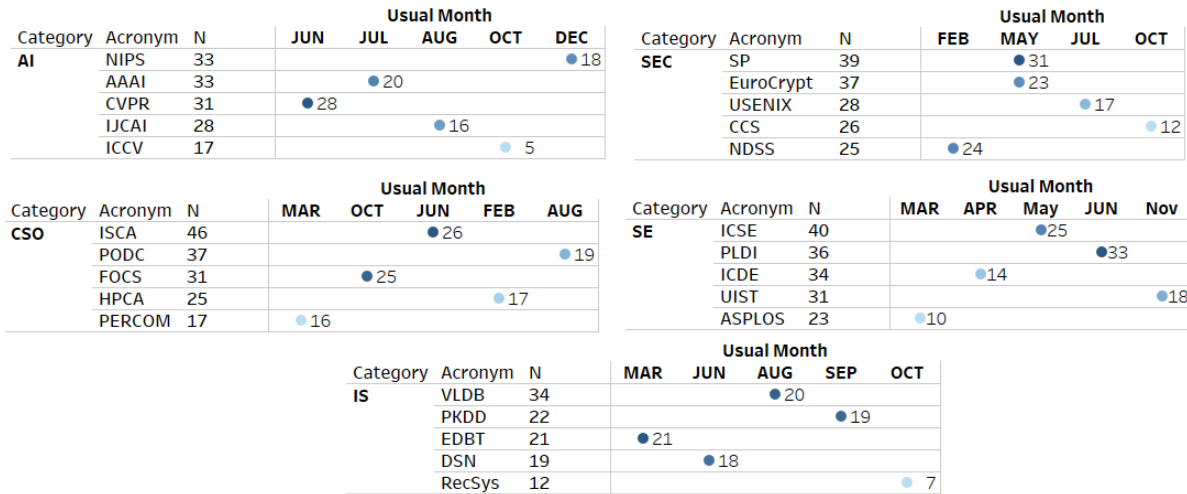 Usual Month
Category Acronym N JUN JUL AUG OCT DEC
AI NIPS 33 18
AAAI 33 20
CVPR 31 28
IJCAI 28 16
ICCV 17 5
Usual Month
Category Acronym N FEB MAY JUL OCT
SEC SP 39 31
EuroCrypt 37 23
USENIX 28 17
CCS 26 12
NDSS 25 24
Usual Month
Category Acronym N MAR OCT JUN FEB AUG
CSO ISCA 46 26
PODC 37 19
FOCS 31 25
HPCA 25 17
PERCOM 17 16
Usual Month
Category Acronym N MAR APR May JUN Nov
SE ICSE 40 25
PLDI 36 33
ICDE 34 14
UIST 31 18
ASPLOS 23 10
Usual Month
Category Acronym N MAR JUN AUG SEP OCT
IS VLDB 34 20
PKDD 22 19
EDBT 21 21
DSN 19 18
RecSys 12 7